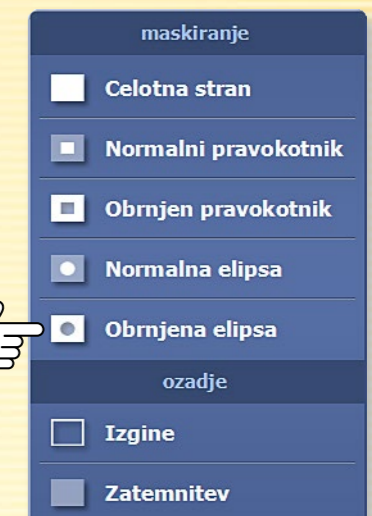 maskiranje
Celotna stran
Normalni pravokotnik
Obrnjen pravokotnik
Normalna elipsa
Obrnjena elipsa
ozadje
Izgine
Zatemnitev